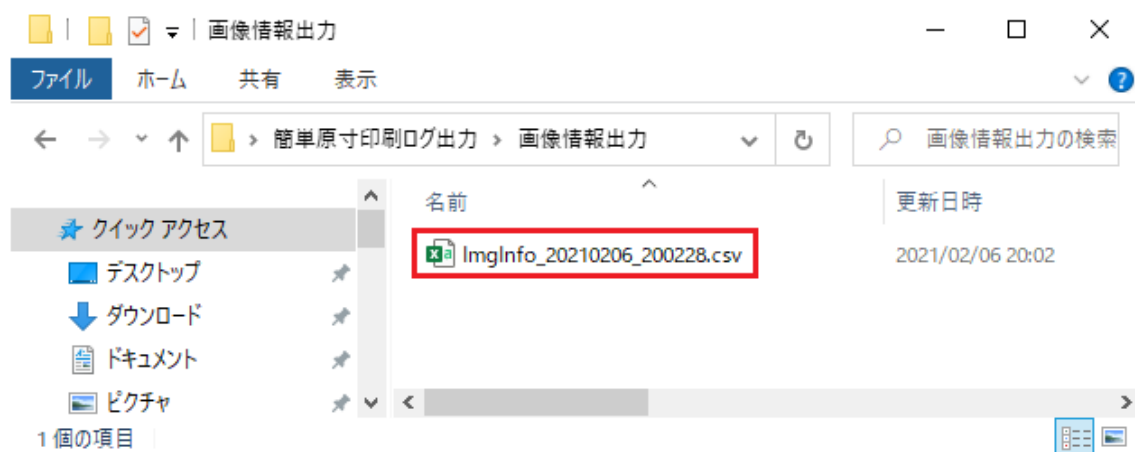 画像情報出力
ファイル ホーム 共有 表示
簡単原寸印刷ログ出力 › 画像情報出力 画像情報出力の検索
名前 更新日時
クイック アクセス
ImgInfo_20210206_200228.csv 2021/02/06 20:02
デスクトップ
ダウンロード
ドキュメント
ピクチャ
1 個の項目